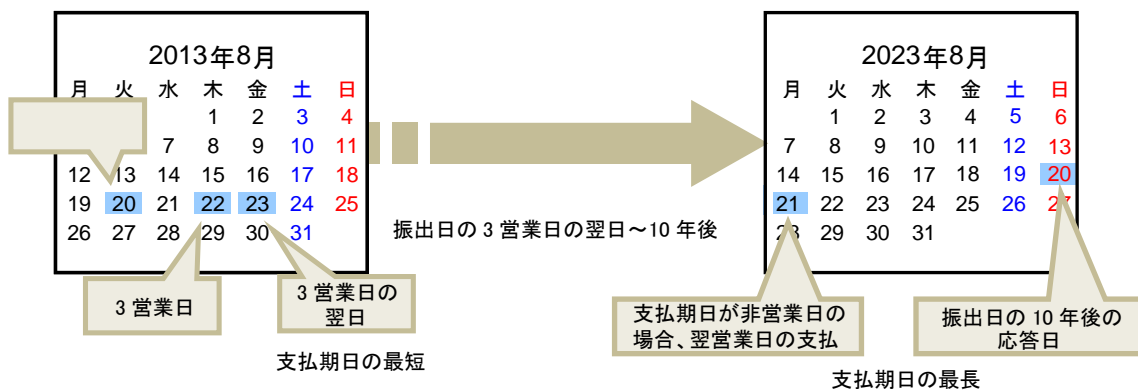 2013年8月
月 火 水 木 金 土 日
1 2 3 4
7 8 9 10 11
12 13 14 15 16 17 18
19 20 21 22 23 24 25
26 27 28 29 30 31
3 営業日
3 営業日の
翌日
支払期日の最短
振出日の 3 営業日の翌日～10 年後
2023年8月
月 火 水 木 金 土 日
1 2 3 4 5 6
7 8 9 10 11 12 13
14 15 16 17 18 19 20
21 22 23 24 25 26 27
28 29 30 31
支払期日が非営業日の
場合、翌営業日の支払
振出日の 10 年後の
応答日
支払期日の最長